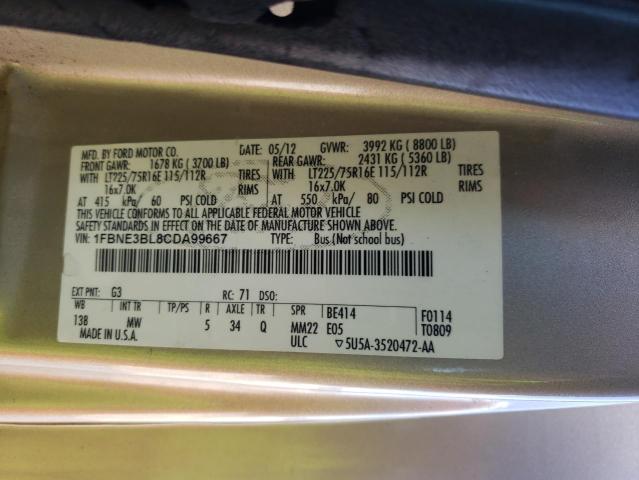 MFD. BY FORD MOTOR CO. DATE: 05/12 GVWR: 3992 KG ( 8800 LB)
FRONT GAWR: 1678 KG ( 3700 LB) REAR GAWR: 2431 KG ( 5360 LB)
WITH LT225/75R16E 115/112R TIRES WITH LT225/75R16E 115/112R TIRES
16x7.0K RIMS 16x7.0K RIMS
AT 415 kPa/ 60 PSI COLD AT 550 kPa/ 80 PSI COLD
THIS VEHICLE CONFORMS TO ALL APPLICABLE FEDERAL MOTOR VEHICLE
SAFETY STANDARDS IN EFFECT ON THE DATE OF MANUFACTURE SHOWN ABOVE.
VIN: 1FBNE3BL8CDA99667 TYPE: Bus (Not school bus)
EXT PNT: G3 RC: 71 DSO:
WB INT TR TP/PS R AXLE TR SPR BE414 F0114
138 MW 5 34 Q MM22 E05 T0809
MADE IN U.S.A. ULC ▽5U5A-3520472-AA